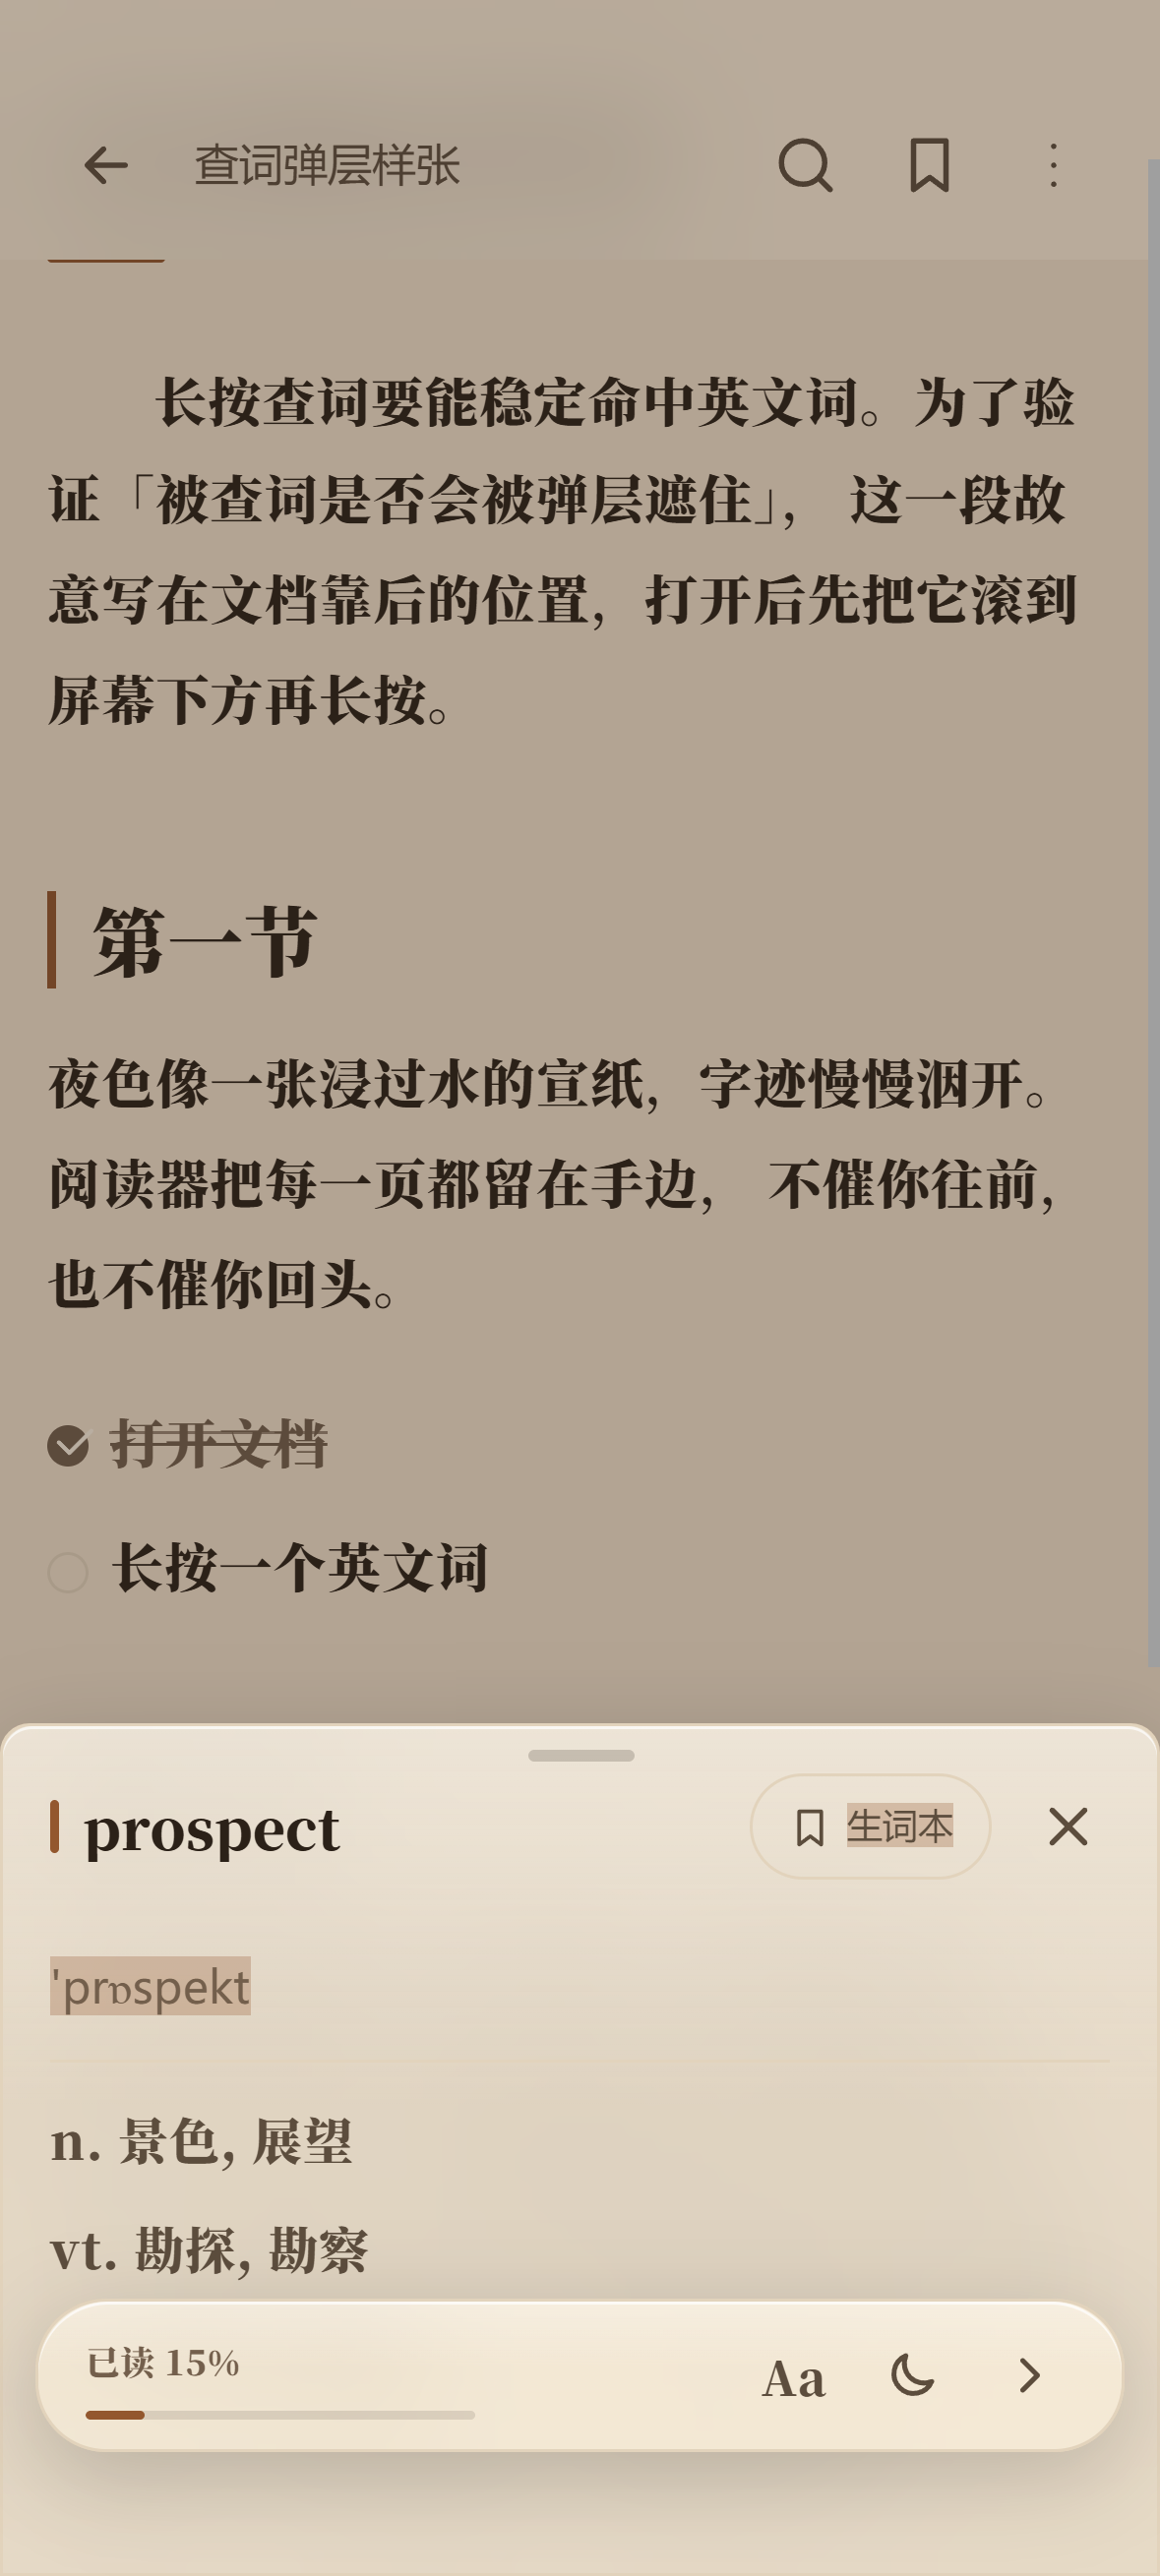 查词弹层样张
长按查词要能稳定命中英文词。为了验
证「被查词是否会被弹层遮住」，这一段故
意写在文档靠后的位置，打开后先把它滚到
屏幕下方再长按。
第一节
夜色像一张浸过水的宣纸，字迹慢慢洇开。
阅读器把每一页都留在手边，不催你往前，
也不催你回头。
打开文档
长按一个英文词
prospect
生词本
'prɒspekt
n. 景色, 展望
vt. 勘探, 勘察
已读 15%
Aa